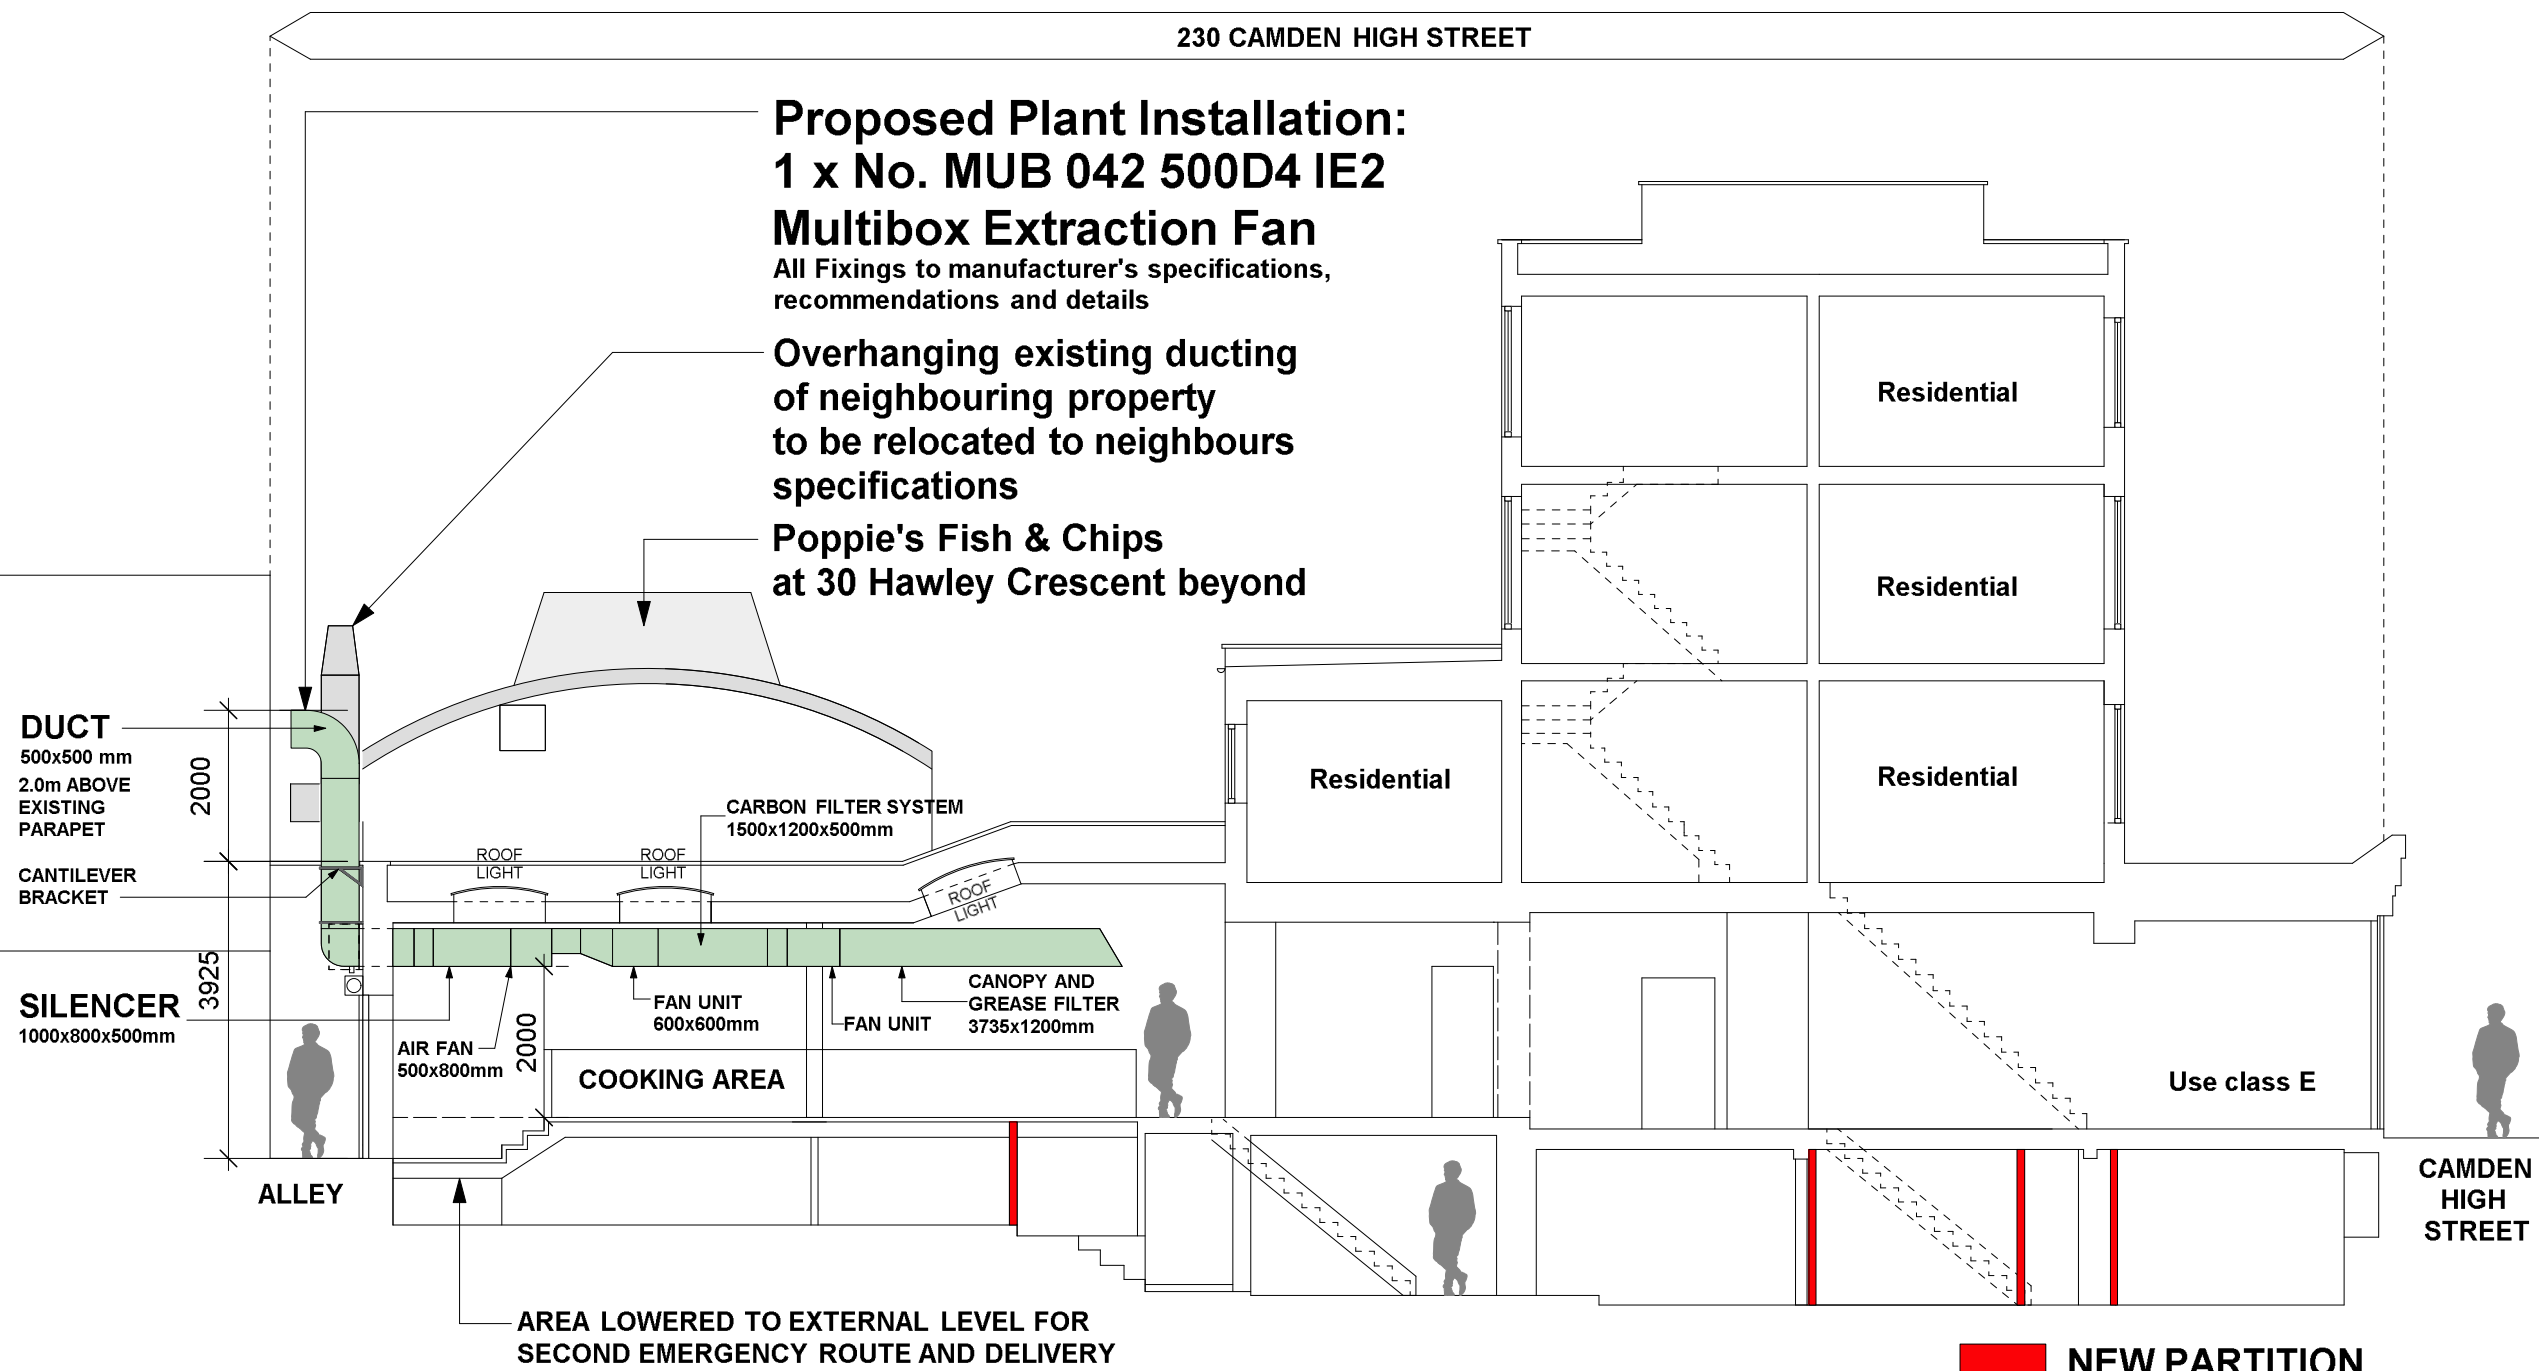 230 CAMDEN HIGH STREET
Proposed Plant Installation:
1 x No. MUB 042 500D4 IE2
Multibox Extraction Fan
All Fixings to manufacturer's specifications,
recommendations and details
Overhanging existing ducting
of neighbouring property
to be relocated to neighbours
specifications
Poppie's Fish & Chips
at 30 Hawley Crescent beyond
Residential
Residential
Residential
Residential
DUCT
500x500 mm
2.0m ABOVE
EXISTING
PARAPET
2000
CANTILEVER
BRACKET
3925
SILENCER
1000x800x500mm
CARBON FILTER SYSTEM
1500x1200x500mm
ROOF
LIGHT
ROOF
LIGHT
ROOF
LIGHT
FAN UNIT
600x600mm
FAN UNIT
CANOPY AND
GREASE FILTER
3735x1200mm
AIR FAN
500x800mm
2000
COOKING AREA
Use class E
ALLEY
CAMDEN
HIGH
STREET
AREA LOWERED TO EXTERNAL LEVEL FOR
SECOND EMERGENCY ROUTE AND DELIVERY
NEW PARTITION